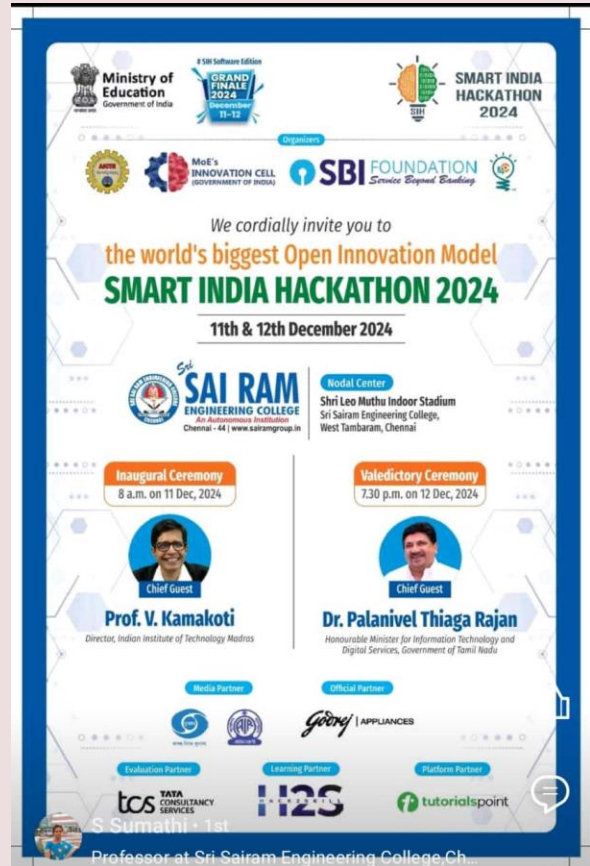 Ministry of
Education
Government of India
# SIH Software Edition
GRAND
FINALE
2024
December
11-12
SIH
SMART INDIA
HACKATHON
2024
Organizers
AICTE
MoE's
INNOVATION CELL
(GOVERNMENT OF INDIA)
SBI FOUNDATION
Service Beyond Banking
We cordially invite you to
the world's biggest Open Innovation Model
SMART INDIA HACKATHON 2024
11th & 12th December 2024
Sri
SAI RAM
ENGINEERING COLLEGE
An Autonomous Institution
Chennai - 44 | www.sairamgroup.in
Nodal Center
Shri Leo Muthu Indoor Stadium
Sri Sairam Engineering College,
West Tambaram, Chennai
Inaugural Ceremony
8 a.m. on 11 Dec, 2024
Chief Guest
Prof. V. Kamakoti
Director, Indian Institute of Technology Madras
Valedictory Ceremony
7.30 p.m. on 12 Dec, 2024
Chief Guest
Dr. Palanivel Thiaga Rajan
Honourable Minister for Information Technology and
Digital Services, Government of Tamil Nadu
Media Partner
Official Partner
Godrej | APPLIANCES
Evaluation Partner
Learning Partner
Platform Partner
tcs TATA
CONSULTANCY
SERVICES
H2S
HACK2SKILL
tutorialspoint
S Sumathi • 1st
Professor at Sri Sairam Engineering College,Ch...